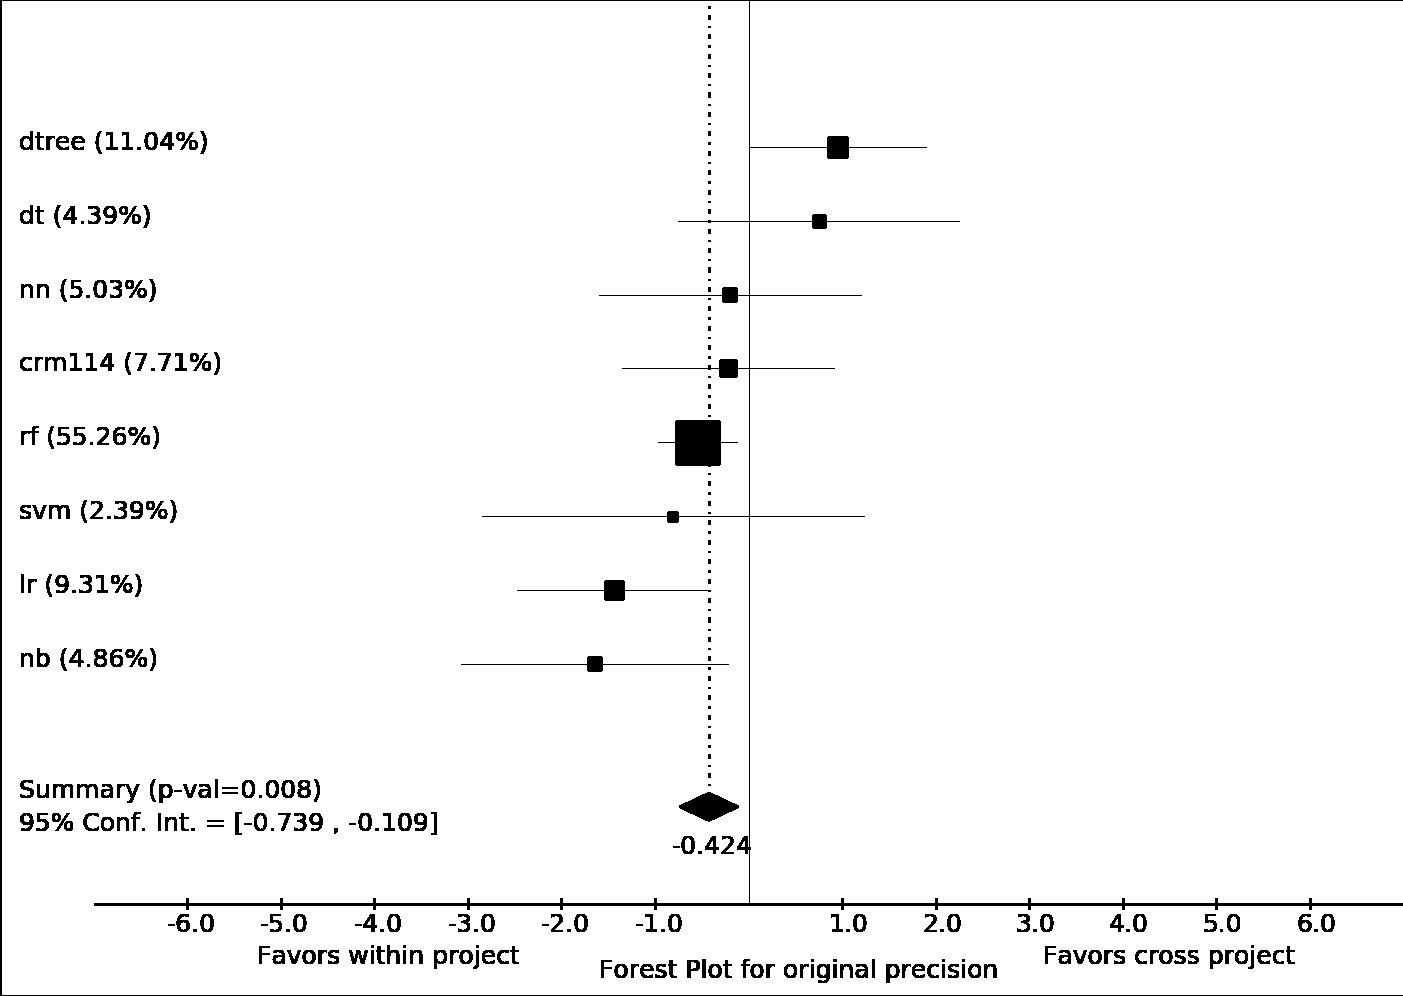 dtree (11.04%)
dt (4.39%)
nn (5.03%)
crm114 (7.71%)
rf (55.26%)
svm (2.39%)
lr (9.31%)
nb (4.86%)
Summary (p-val=0.008)
95% Conf. Int. = [-0.739 , -0.109]
-0.424
-6.0 -5.0 -4.0 -3.0 -2.0 -1.0 1.0 2.0 3.0 4.0 5.0 6.0
Favors within project Favors cross project
Forest Plot for original precision